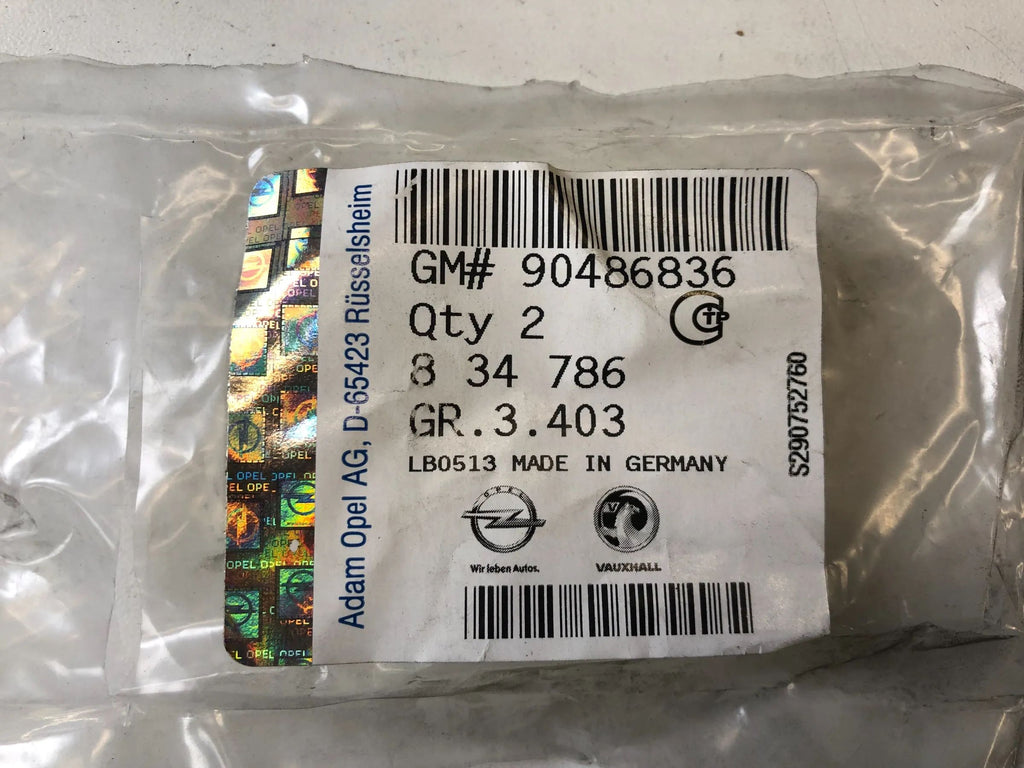 Adam Opel AG, D-65423 Rüsselsheim
GM# 90486836
Qty 2
8 34 786
GR.3.403
LB0513 MADE IN GERMANY
S290752760
OPEL
Wir leben Autos.
VAUXHALL